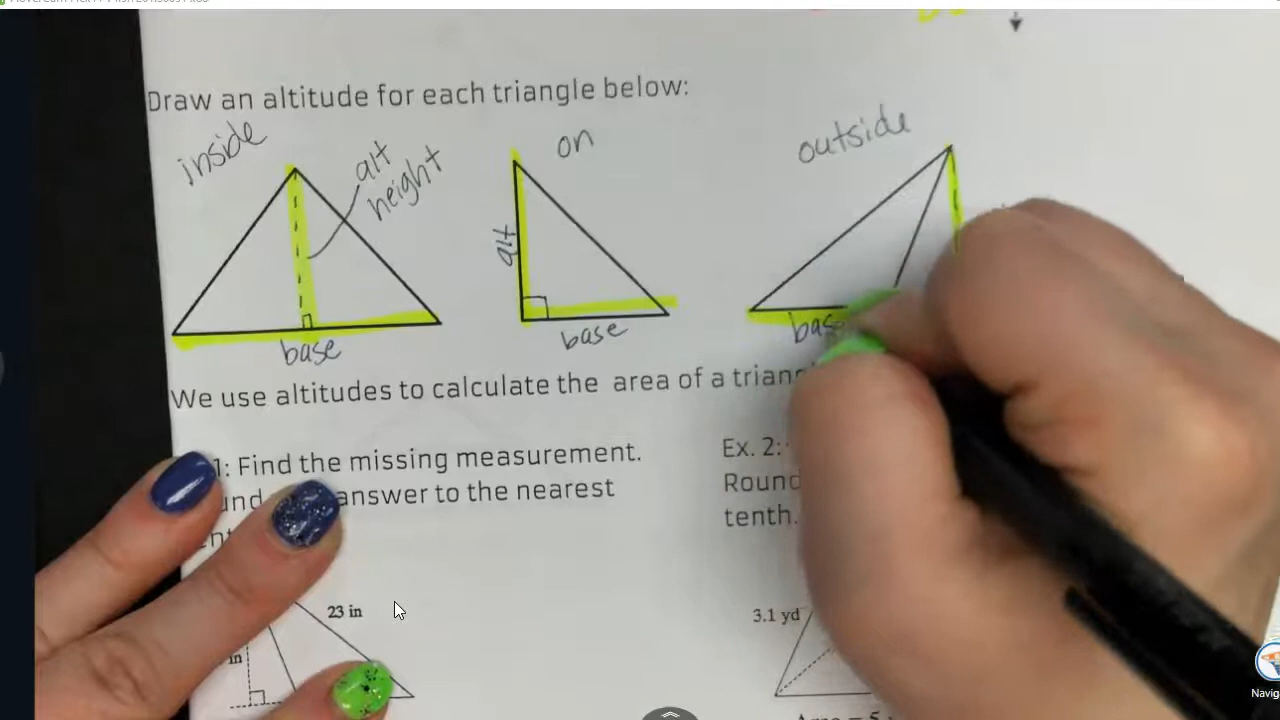 Draw an altitude for each triangle below:
inside
alt
height
on
outside
alt
base
base
We use altitudes to calculate the area of a
1: Find the missing measurement.
answer to the nearest
Ex. 2:
Round
tenth.
23 in
in
3.1 yd